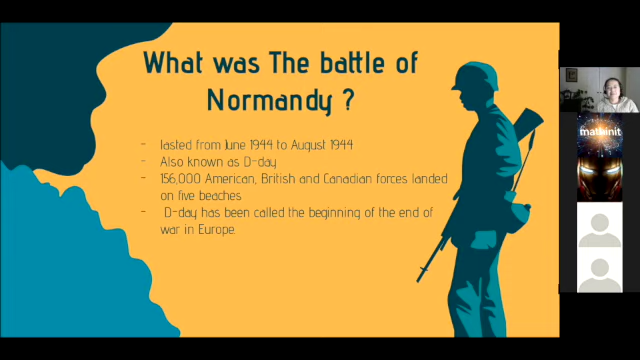 What was The battle of
Normandy ?
- lasted from June 1944 to August 1944
- Also known as D-day
- 156,000 American, British and Canadian forces landed
on five beaches
- D-day has been called the beginning of the end of
war in Europe.
mathinit